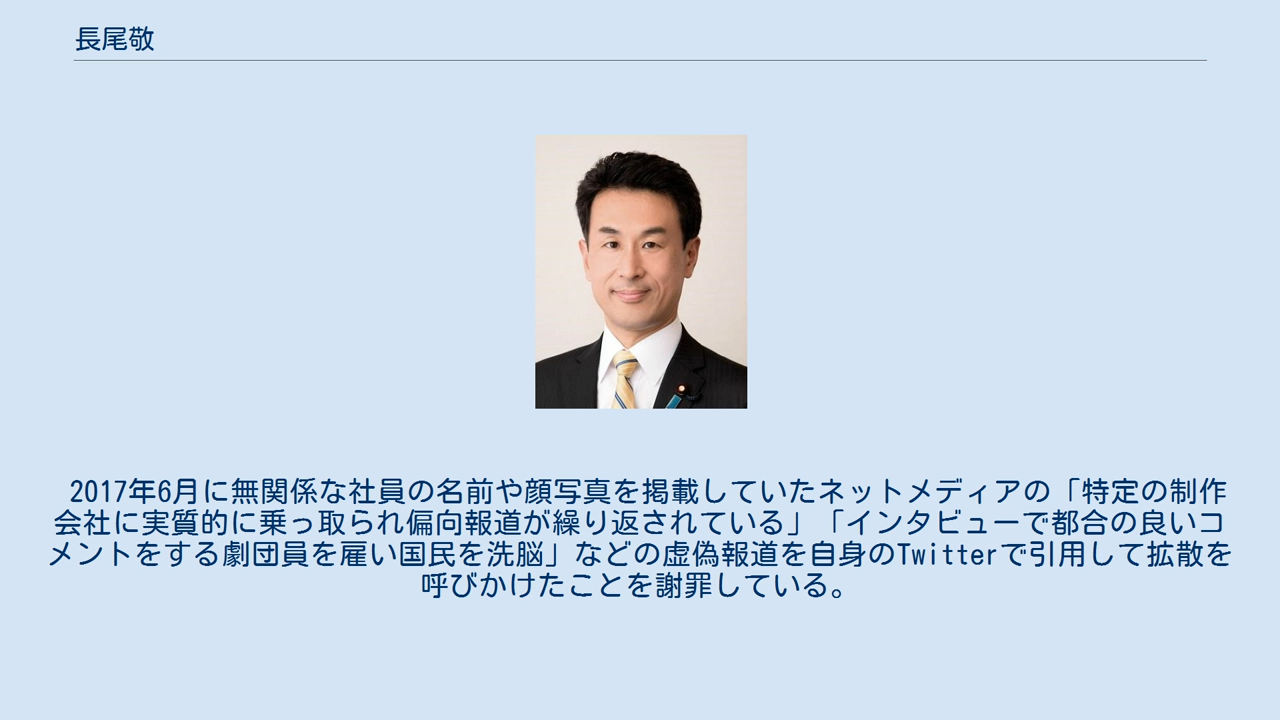 長尾敬
2017年6月に無関係な社員の名前や顔写真を掲載していたネットメディアの「特定の制作
会社に実質的に乗っ取られ偏向報道が繰り返されている」「インタビューで都合の良いコ
メントをする劇団員を雇い国民を洗脳」などの虚偽報道を自身のTwitterで引用して拡散を
呼びかけたことを謝罪している。